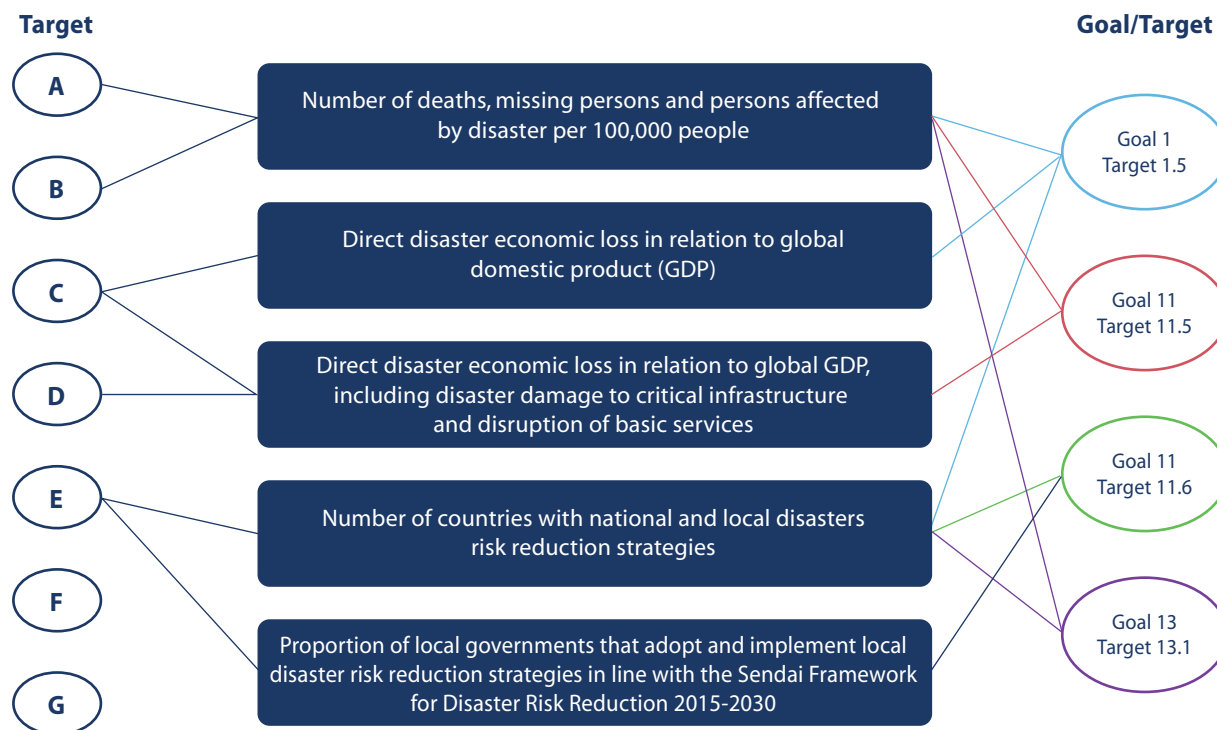 Target
Goal/Target
A
B
C
D
E
F
G
Number of deaths, missing persons and persons affected
by disaster per 100,000 people
Direct disaster economic loss in relation to global
domestic product (GDP)
Direct disaster economic loss in relation to global GDP,
including disaster damage to critical infrastructure
and disruption of basic services
Number of countries with national and local disasters
risk reduction strategies
Proportion of local governments that adopt and implement local
disaster risk reduction strategies in line with the Sendai Framework
for Disaster Risk Reduction 2015-2030
Goal 1
Target 1.5
Goal 11
Target 11.5
Goal 11
Target 11.6
Goal 13
Target 13.1